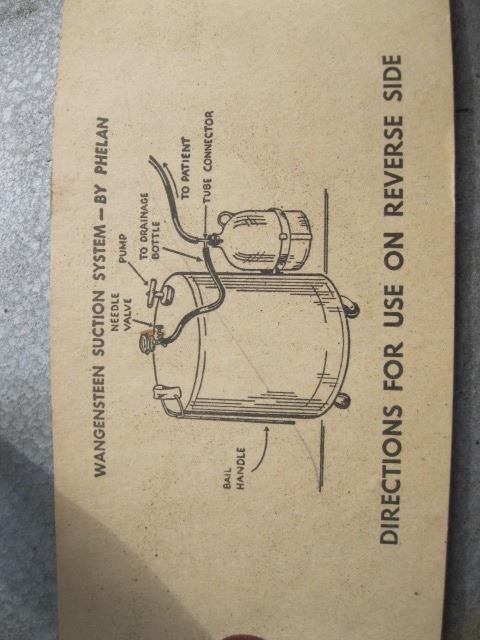 WANGENSTEEN SUCTION SYSTEM — BY PHELAN
PUMP
NEEDLE
VALVE
TO DRAINAGE
BOTTLE
TO PATIENT
TUBE CONNECTOR
BAIL
HANDLE
DIRECTIONS FOR USE ON REVERSE SIDE